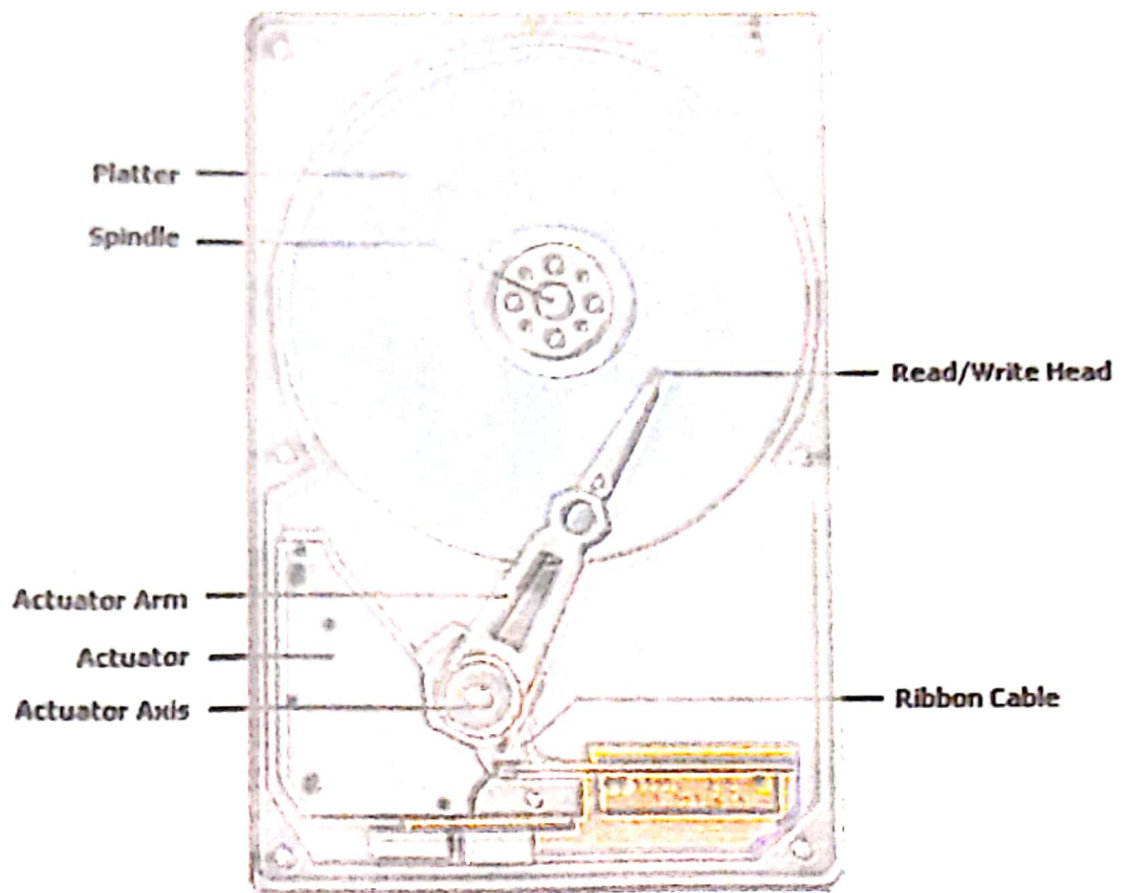 Platter
Spindle
Read/Write Head
Actuator Arm
Actuator
Actuator Axis
Ribbon Cable